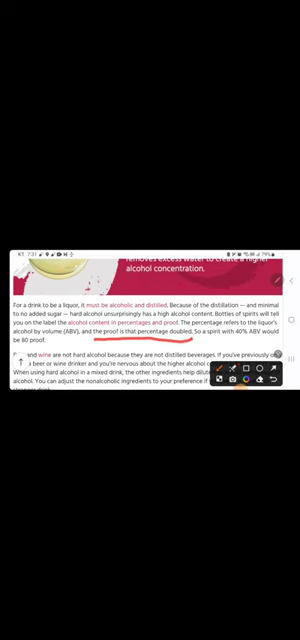 KT 7:31
79%
removes excess water to create a higher
alcohol concentration.
For a drink to be a liquor, it must be alcoholic and distilled. Because of the distillation — and minimal
to no added sugar — hard alcohol unsurprisingly has a high alcohol content. Bottles of spirits will tell
you on the label the alcohol content in percentages and proof. The percentage refers to the liquor's
alcohol by volume (ABV), and the proof is that percentage doubled. So a spirit with 40% ABV would
be 80 proof.
and wine are not hard alcohol because they are not distilled beverages. If you've previously
a beer or wine drinker and you're nervous about the higher alcohol
When using hard alcohol in a mixed drink, the other ingredients help
alcohol. You can adjust the nonalcoholic ingredients to your preference